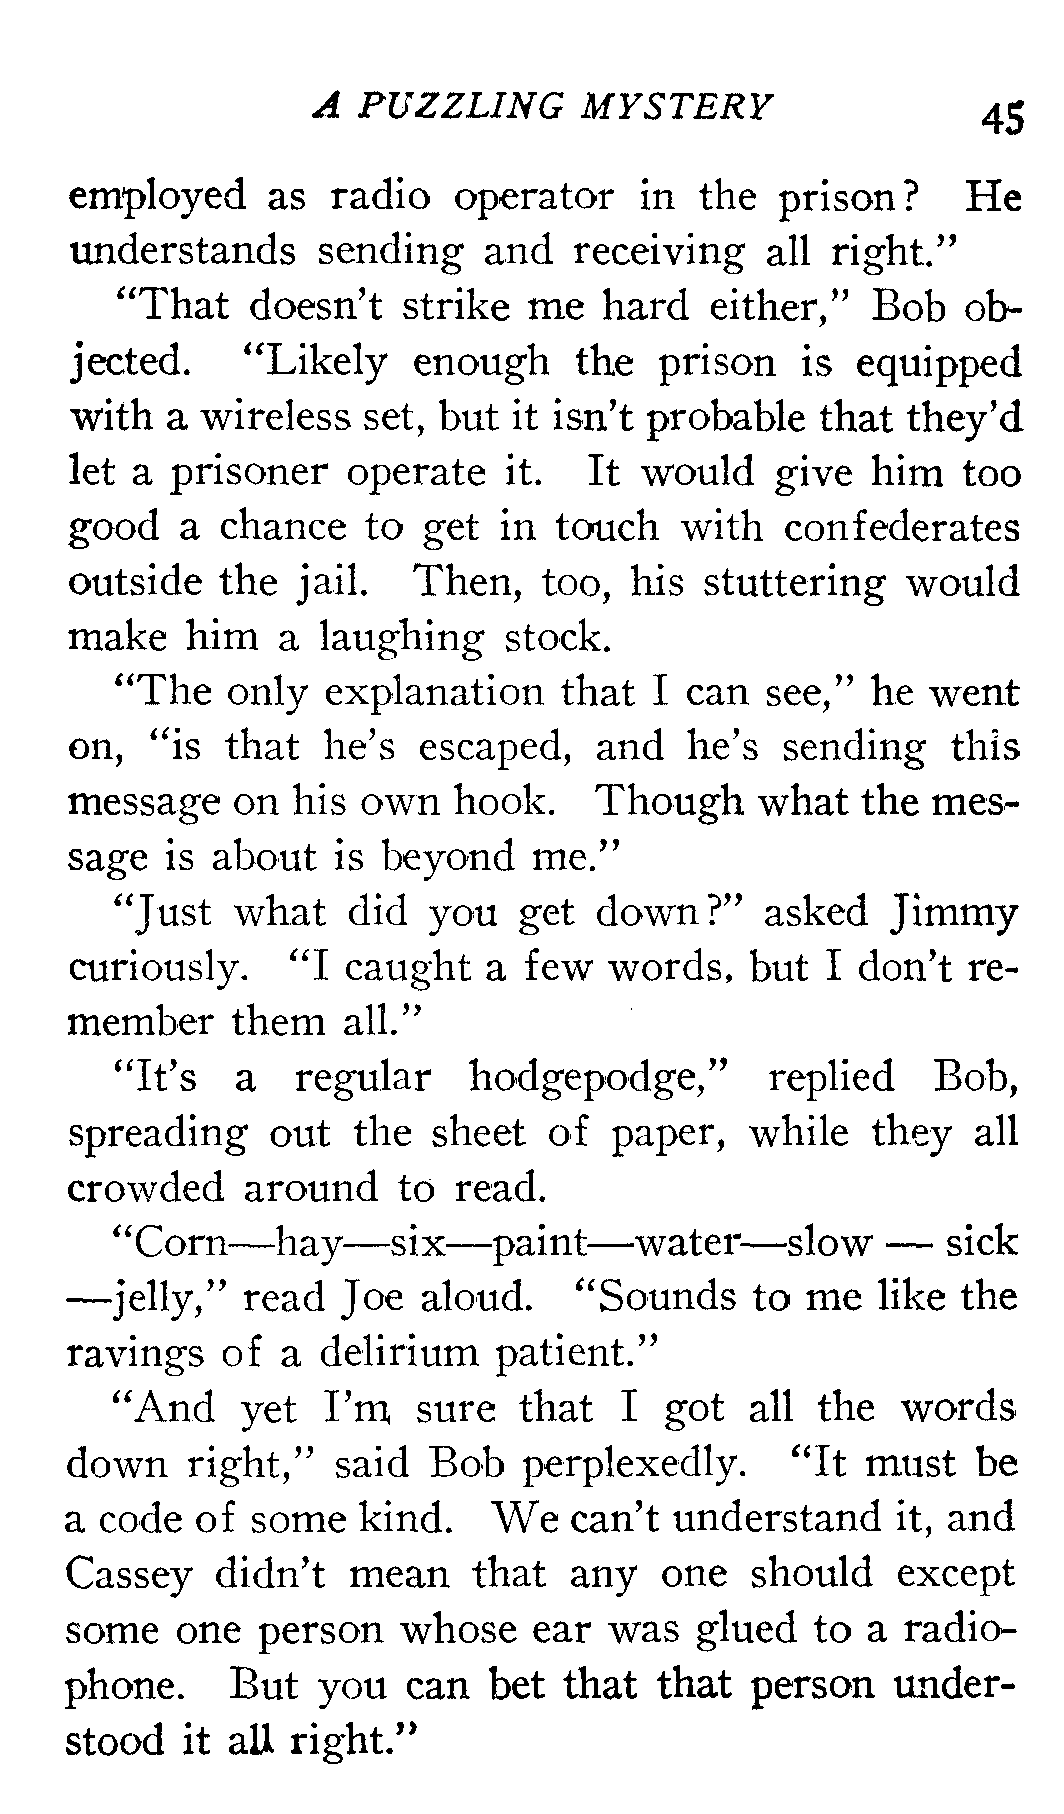 A PUZZLING MYSTERY 45
employed as radio operator in the prison? He
understands sending and receiving all right.”
“That doesn’t strike me hard either,” Bob ob-
jected. “Likely enough the prison is equipped
with a wireless set, but it isn’t probable that they’d
let a prisoner operate it. It would give him too
good a chance to get in touch with confederates
outside the jail. Then, too, his stuttering would
make him a laughing stock.
“The only explanation that I can see,” he went
on, “is that he’s escaped, and he’s sending this
message on his own hook. Though what the mes-
sage is about is beyond me.”
“Just what did you get down?” asked Jimmy
curiously. “I caught a few words, but I don’t re-
member them all.”
“It’s a regular hodgepodge,” replied Bob,
spreading out the sheet of paper, while they all
crowded around to read.
“Corn—hay—six—paint—water—slow — sick
—jelly,” read Joe aloud. “Sounds to me like the
ravings of a delirium patient.”
“And yet I’m sure that I got all the words
down right,” said Bob perplexedly. “It must be
a code of some kind. We can’t understand it, and
Cassey didn’t mean that any one should except
some one person whose ear was glued to a radio-
phone. But you can bet that that person under-
stood it all right.”